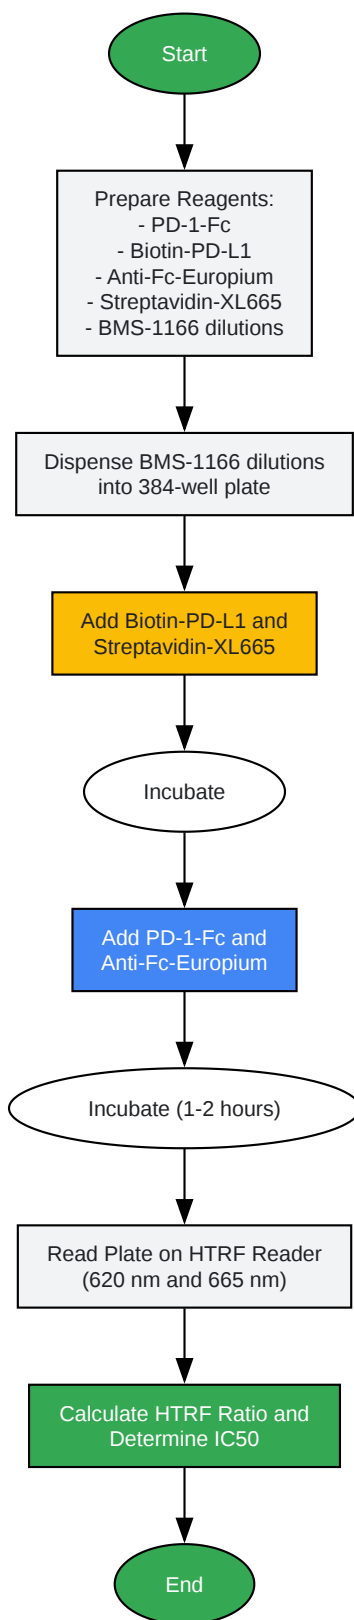 Start
Prepare Reagents:
- PD-1-Fc
- Biotin-PD-L1
- Anti-Fc-Europium
- Streptavidin-XL665
- BMS-1166 dilutions
Dispense BMS-1166 dilutions
into 384-well plate
Add Biotin-PD-L1 and
Streptavidin-XL665
Incubate
Add PD-1-Fc and
Anti-Fc-Europium
Incubate (1-2 hours)
Read Plate on HTRF Reader
(620 nm and 665 nm)
Calculate HTRF Ratio and
Determine IC50
End